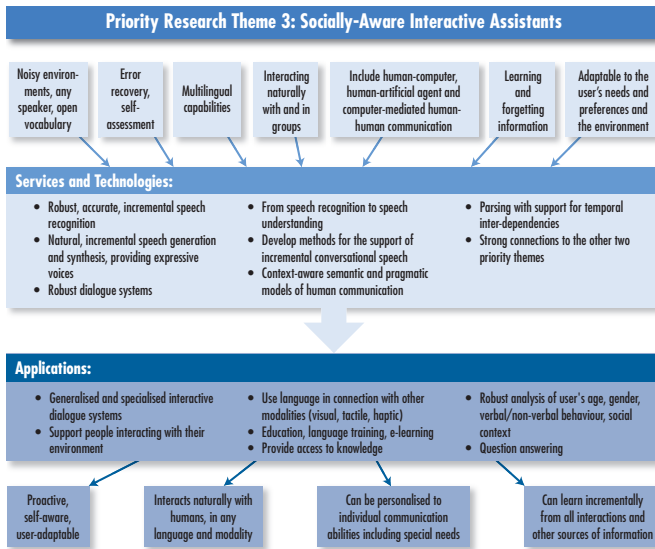 Priority Research Theme 3: Socially-Aware Interactive Assistants
Noisy environ-
ments, any
speaker, open
vocabulary
Error
recovery,
self-
assessment
Multilingual
capabilities
Interacting
naturally
with and in
groups
Include human-computer,
human-artificial agent and
computer-mediated human-
human communication
Learning
and
forgetting
information
Adaptable to the
user's needs and
preferences and
the environment
Services and Technologies:
• Robust, accurate, incremental speech
recognition
• Natural, incremental speech generation
and synthesis, providing expressive
voices
• Robust dialogue systems
• From speech recognition to speech
understanding
• Develop methods for the support of
incremental conversational speech
• Context-aware semantic and pragmatic
models of human communication
• Parsing with support for temporal
inter-dependencies
• Strong connections to the other two
priority themes
Applications:
• Generalised and specialised interactive
dialogue systems
• Support people interacting with their
environment
• Use language in connection with other
modalities (visual, tactile, haptic)
• Education, language training, e-learning
• Provide access to knowledge
• Robust analysis of user's age, gender,
verbal/non-verbal behaviour, social
context
• Question answering
Proactive,
self-aware,
user-adaptable
Interacts naturally with
humans, in any
language and modality
Can be personalised to
individual communication
abilities including special needs
Can learn incrementally
from all interactions and
other sources of information